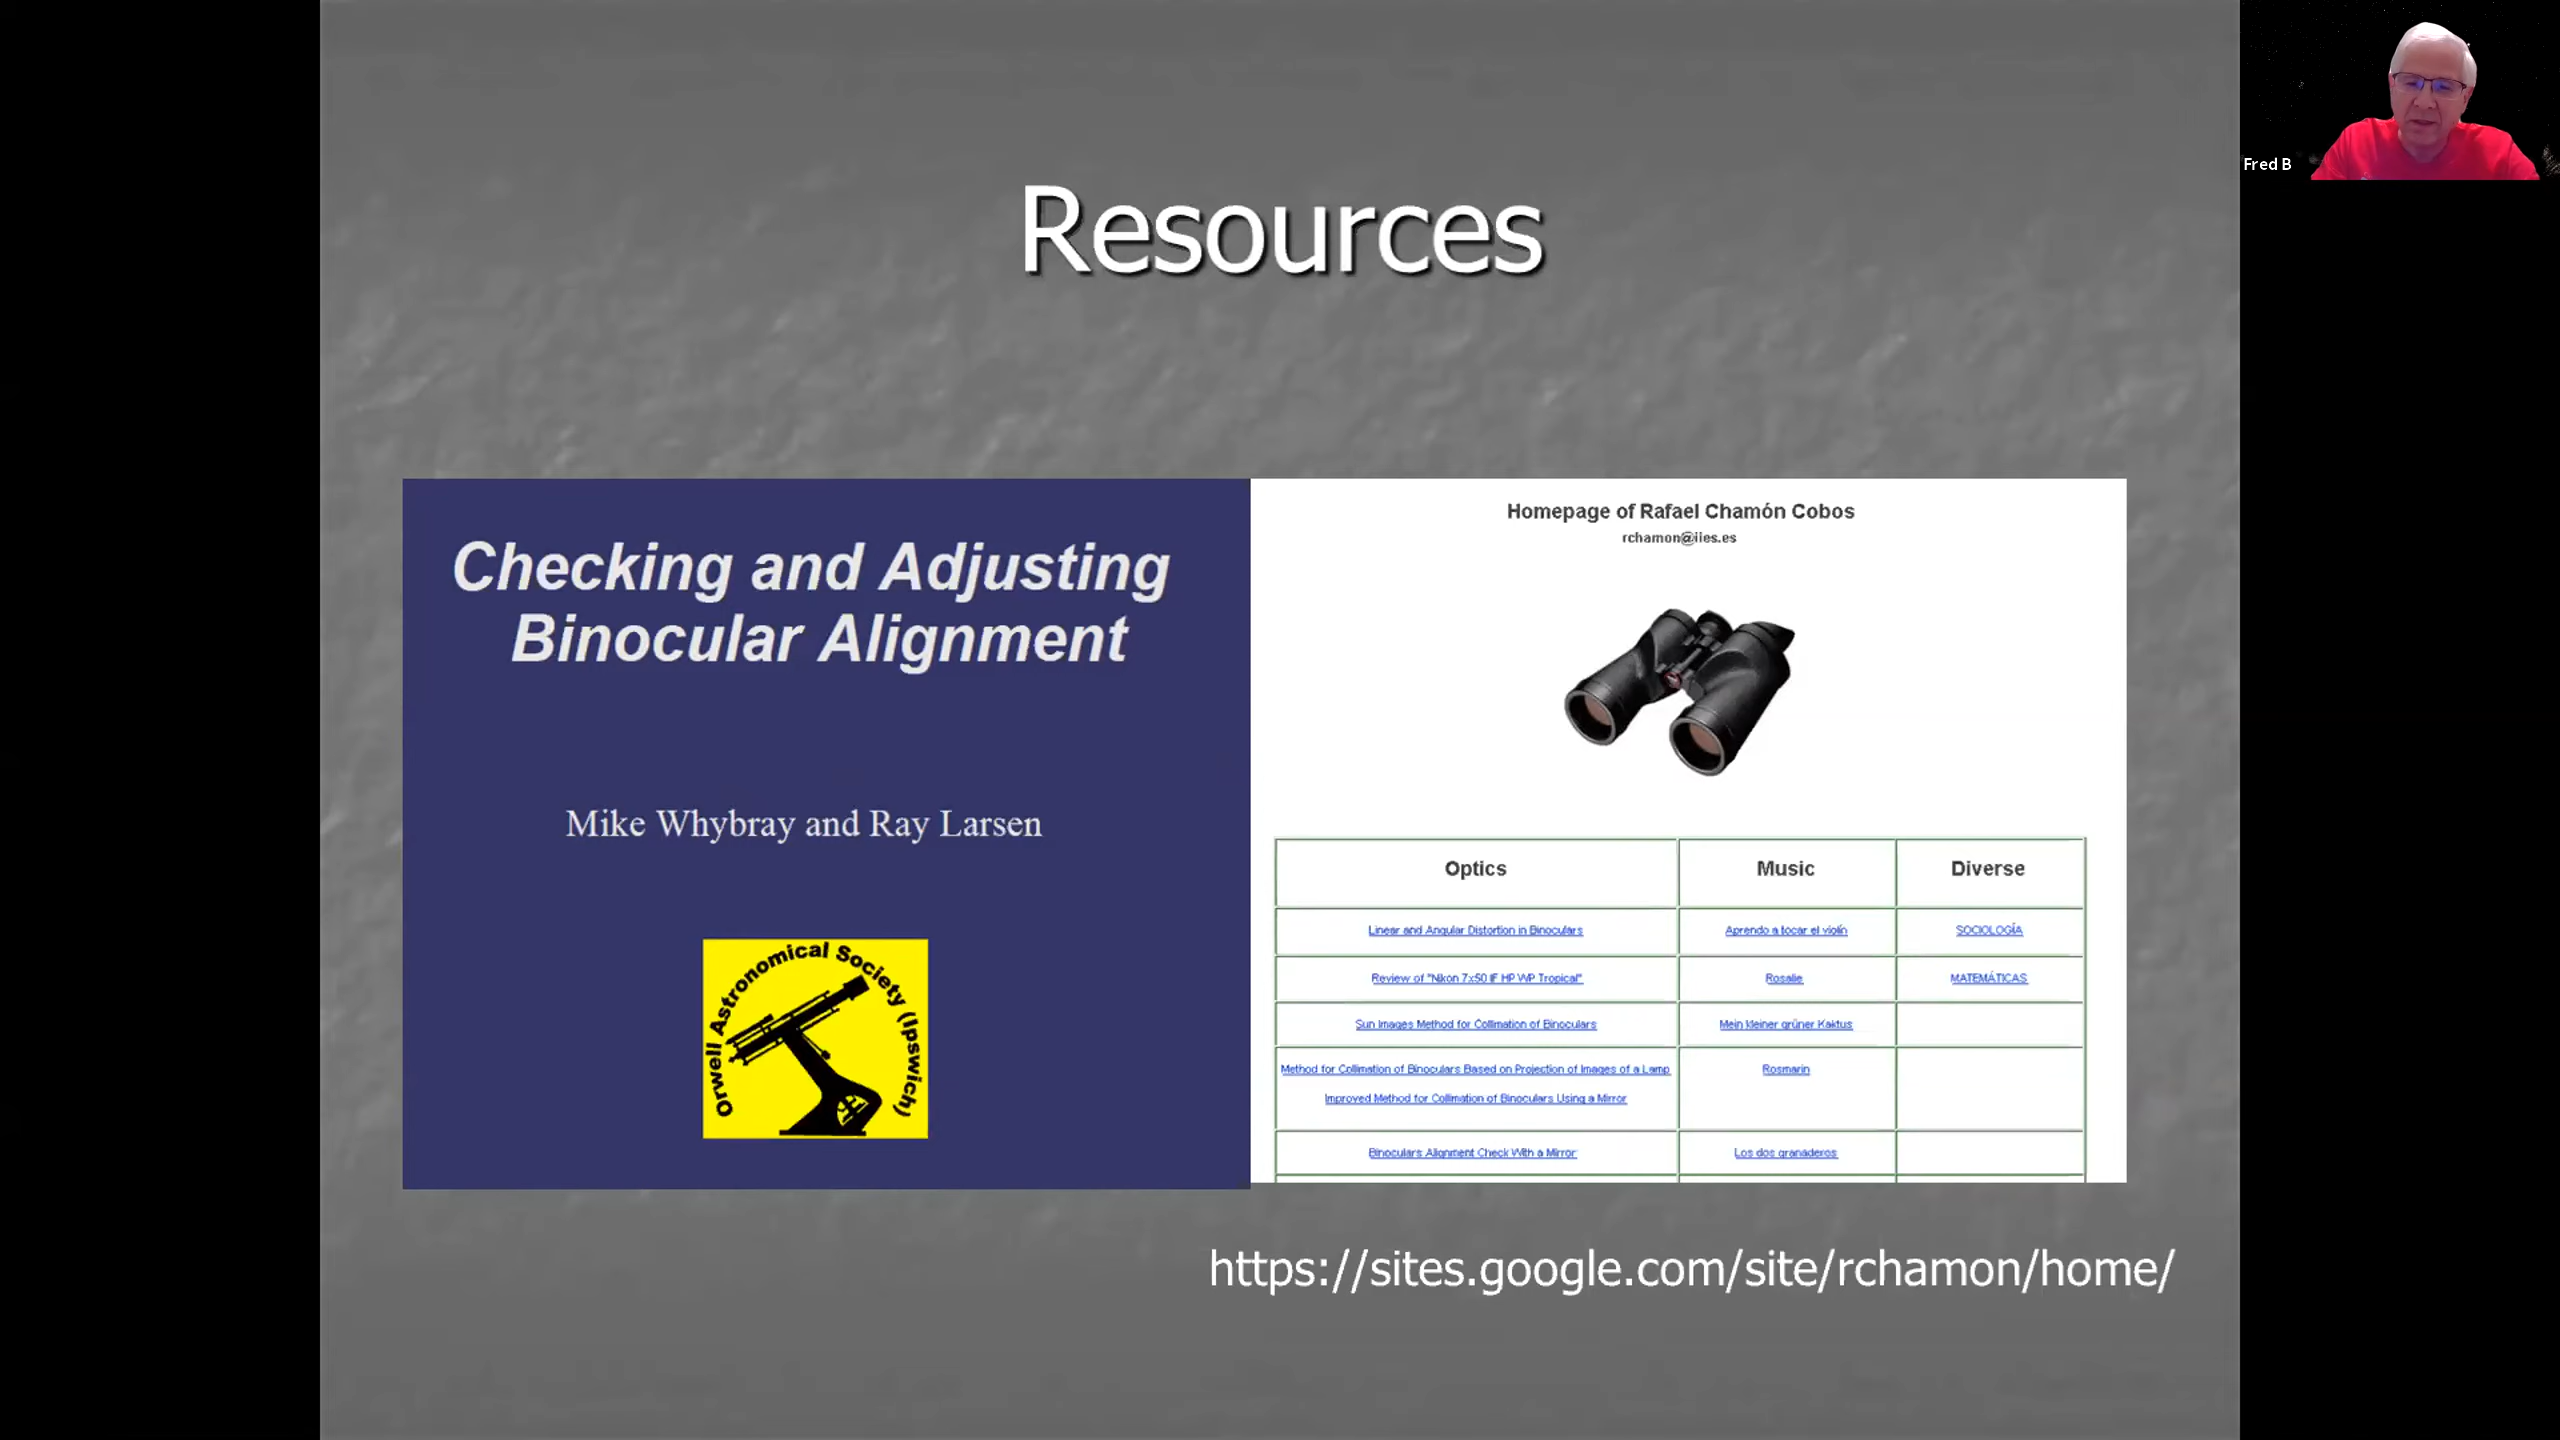 Fred B
Resources
Checking and Adjusting
Binocular Alignment
Mike Whybray and Ray Larsen
Orwell Astronomical Society (Ipswich)
Homepage of Rafael Chamón Cobos
rchamon@iies.es
Optics Music Diverse
Linear and Angular Distortion in Binoculars Aprendo a tocar el violín SOCIOLOGÍA
Review of "Nikon 7x50 IF HP WP Tropical" Rosalie MATEMÁTICAS
Sun Images Method for Collimation of Binoculars Mein kleiner grüner Kaktus
Method for Collimation of Binoculars Based on Projection of Images of a Lamp Rosmarin
Improved Method for Collimation of Binoculars Using a Mirror
Binoculars Alignment Check With a Mirror Los dos granaderos
https://sites.google.com/site/rchamon/home/